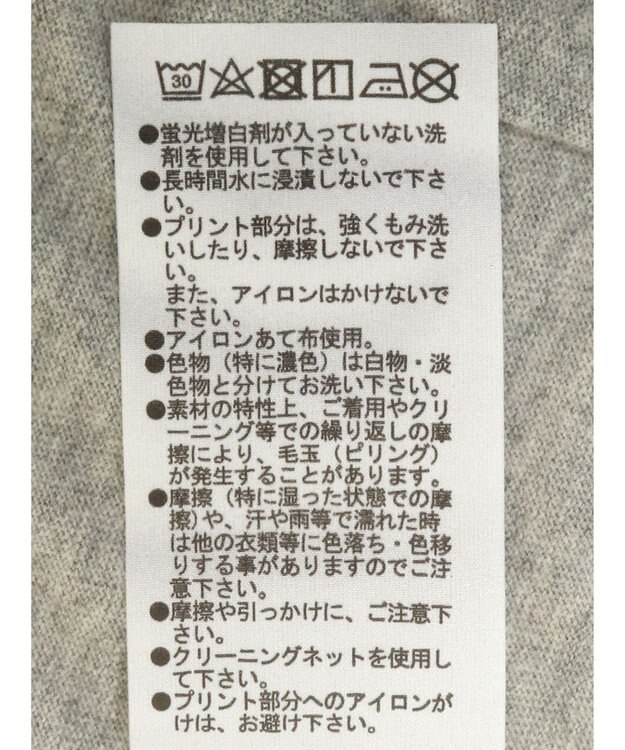 30
●蛍光増白剤が入っていない洗
剤を使用して下さい。
●長時間水に浸漬しないで下さ
い。
●プリント部分は、強くもみ洗
いしたり、摩擦しないで下さ
い。
また、アイロンはかけないで
下さい。
●アイロンあて布使用。
●色物（特に濃色）は白物・淡
色物と分けてお洗い下さい。
●素材の特性上、ご着用やクリ
ーニング等での繰り返しの摩
擦により、毛玉（ピリング）
が発生することがあります。
●摩擦（特に湿った状態での摩
擦）や、汗や雨等で濡れた時
は他の衣類等に色落ち・色移
りする事がありますのでご注
意下さい。
●摩擦や引っかけに、ご注意下
さい。
●クリーニングネットを使用し
て下さい。
●プリント部分へのアイロンが
けは、お避け下さい。